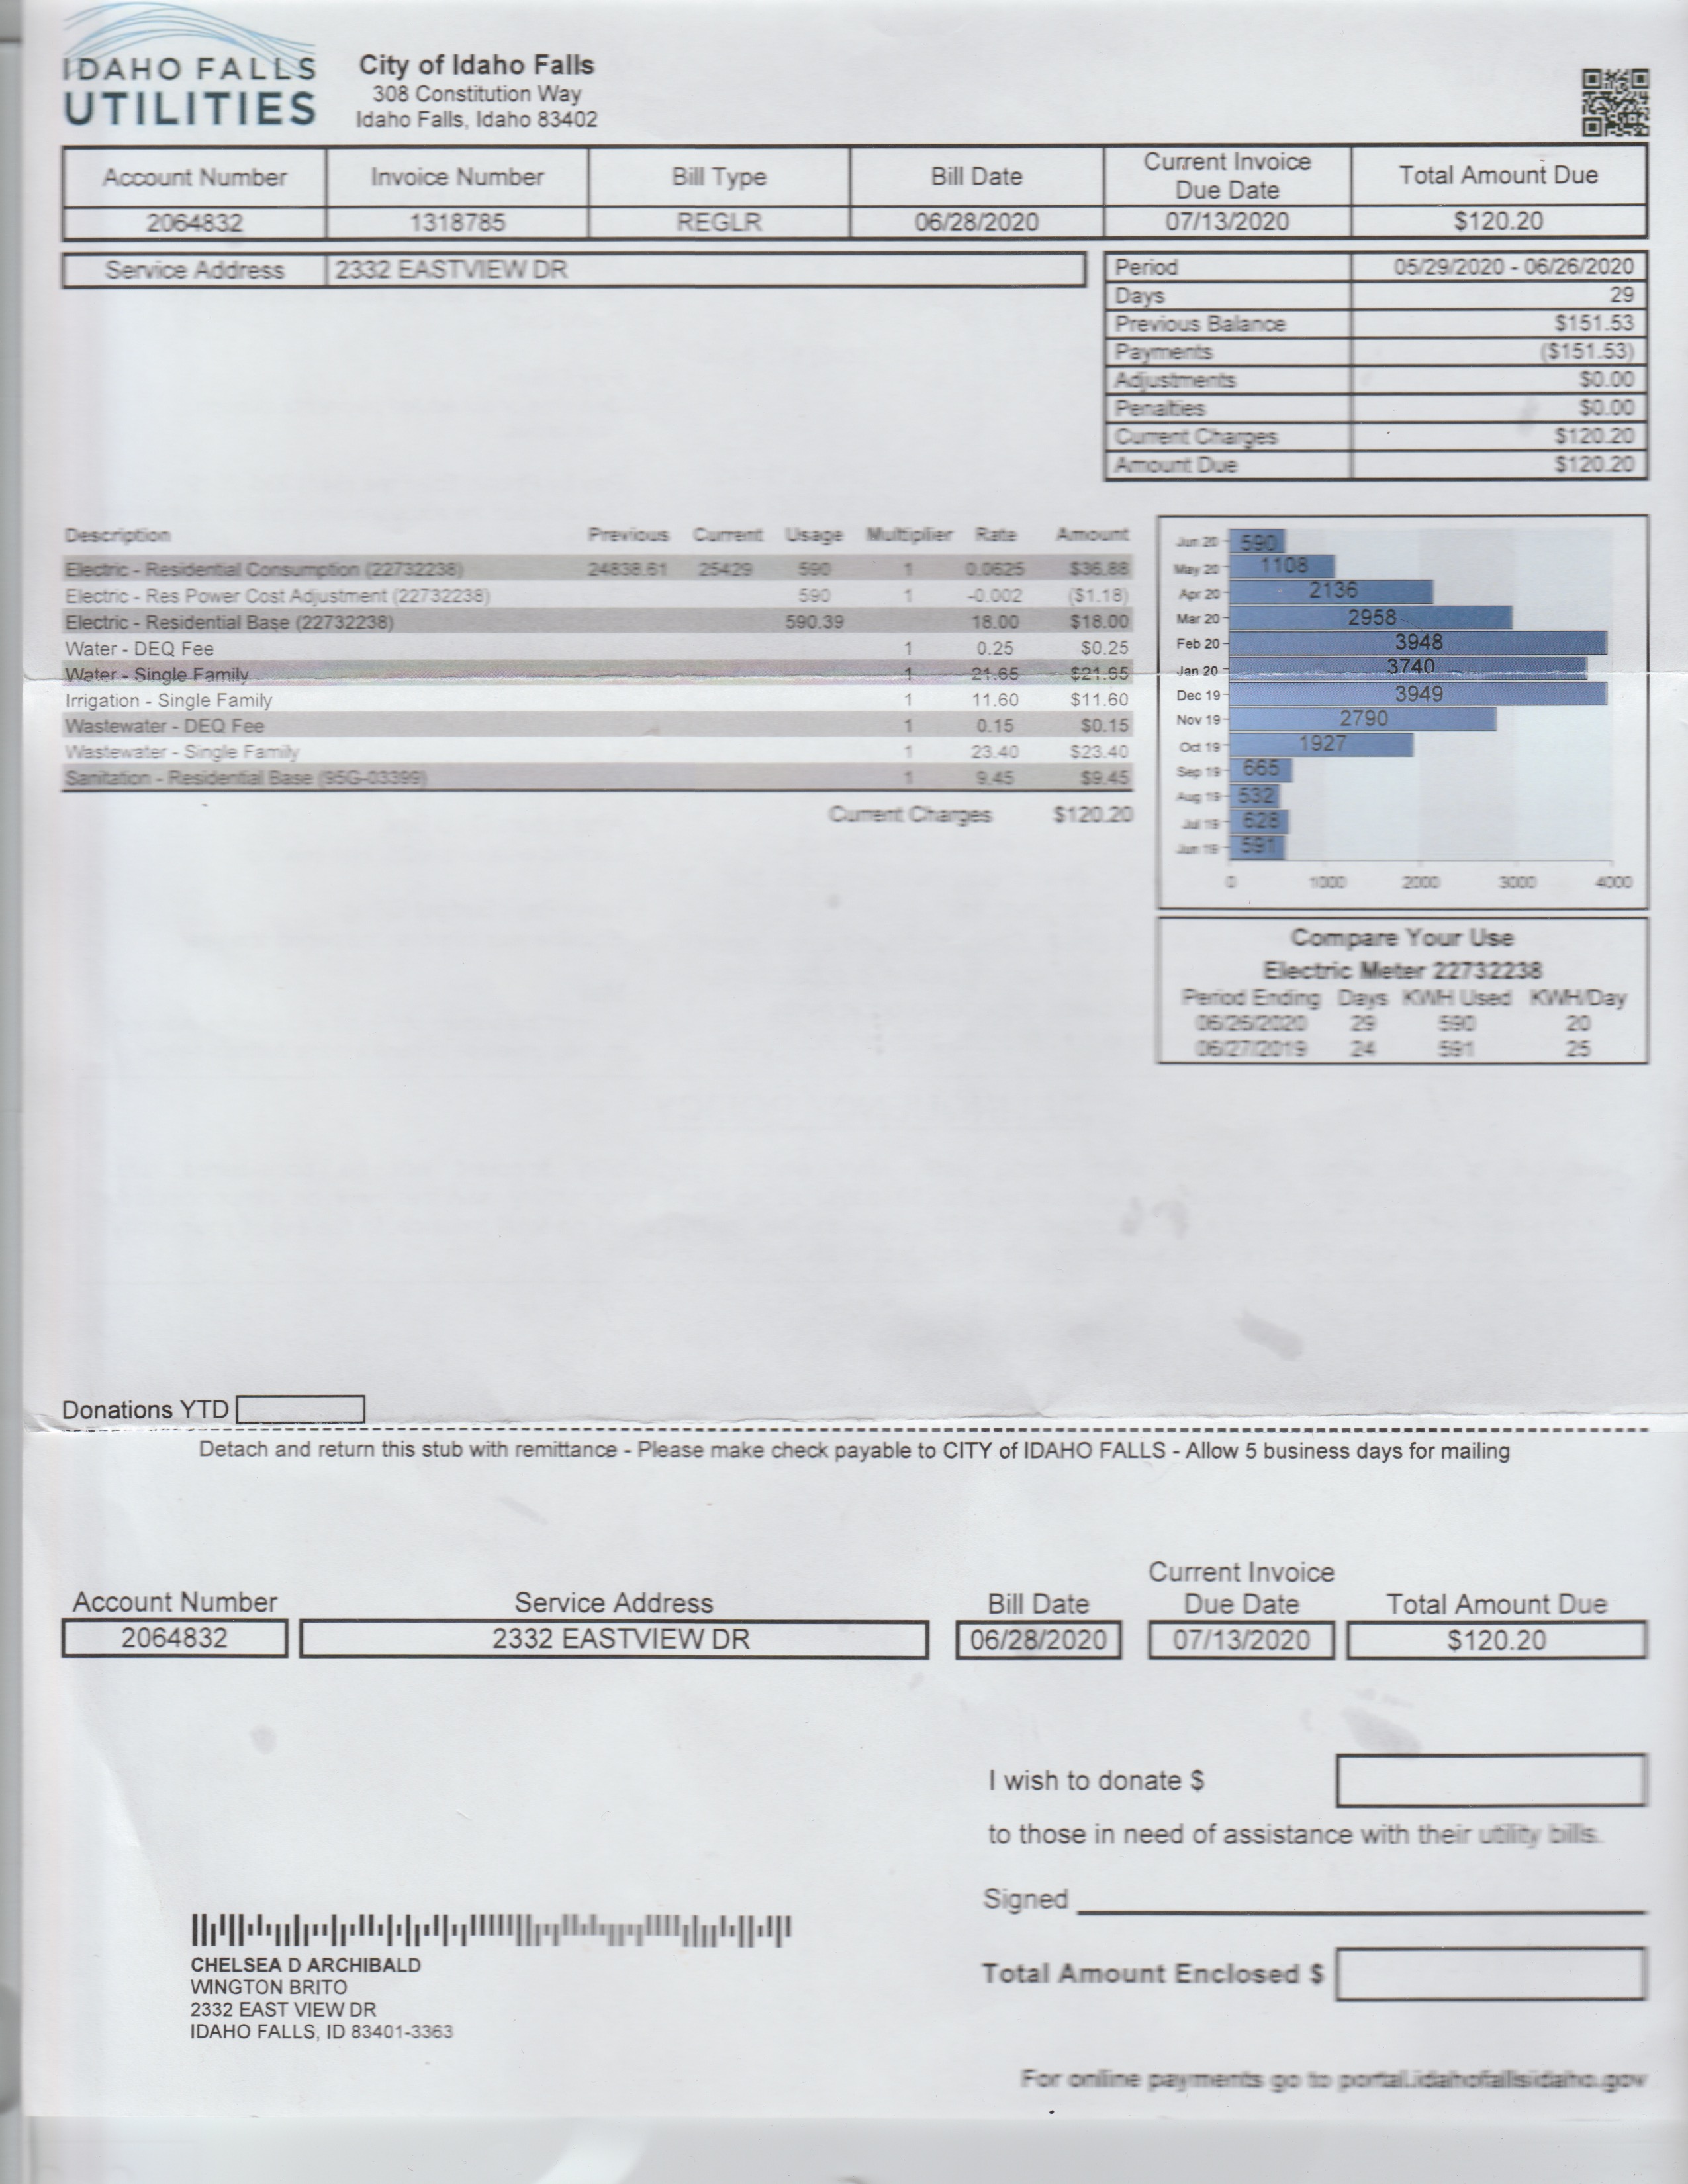 IDAHO FALLS
UTILITIES
City of Idaho Falls
308 Constitution Way
Idaho Falls, Idaho 83402
Account Number Invoice Number Bill Type Bill Date Current Invoice Due Date Total Amount Due
2064832 1318785 REGLR 06/28/2020 07/13/2020 $120.20
Service Address 2332 EASTVIEW DR
Period 05/29/2020 - 06/26/2020
Days 29
Previous Balance $151.53
Payments ($151.53)
Adjustments $0.00
Penalties $0.00
Current Charges $120.20
Amount Due $120.20
Description Previous Current Usage Multiplier Rate Amount
Electric - Residential Consumption (22732238) 24838.61 25429 590 1 0.0625 $36.88
Electric - Res Power Cost Adjustment (22732238) 590 1 -0.002 ($1.18)
Electric - Residential Base (22732238) 590.39 18.00 $18.00
Water - DEQ Fee 1 0.25 $0.25
Water - Single Family 1 21.65 $21.65
Irrigation - Single Family 1 11.60 $11.60
Wastewater - DEQ Fee 1 0.15 $0.15
Wastewater - Single Family 1 23.40 $23.40
Sanitation - Residential Base (95G-03399) 1 9.45 $9.45
Current Charges $120.20
Jun 20 590
May 20 1108
Apr 20 2136
Mar 20 2958
Feb 20 3948
Jan 20 3740
Dec 19 3949
Nov 19 2790
Oct 19 1927
Sep 19 665
Aug 19 532
Jul 19 628
Jun 19 591
0 1000 2000 3000 4000
Compare Your Use
Electric Meter 22732238
Period Ending Days KWH Used KWH/Day
06/26/2020 29 590 20
06/27/2019 24 591 25
Donations YTD
Detach and return this stub with remittance - Please make check payable to CITY of IDAHO FALLS - Allow 5 business days for mailing
Account Number Service Address Bill Date Current Invoice Due Date Total Amount Due
2064832 2332 EASTVIEW DR 06/28/2020 07/13/2020 $120.20
I wish to donate $
to those in need of assistance with their utility bills.
Signed
Total Amount Enclosed $
CHELSEA D ARCHIBALD
WINGTON BRITO
2332 EAST VIEW DR
IDAHO FALLS, ID 83401-3363
For online payments go to portal.idahofallsidaho.gov